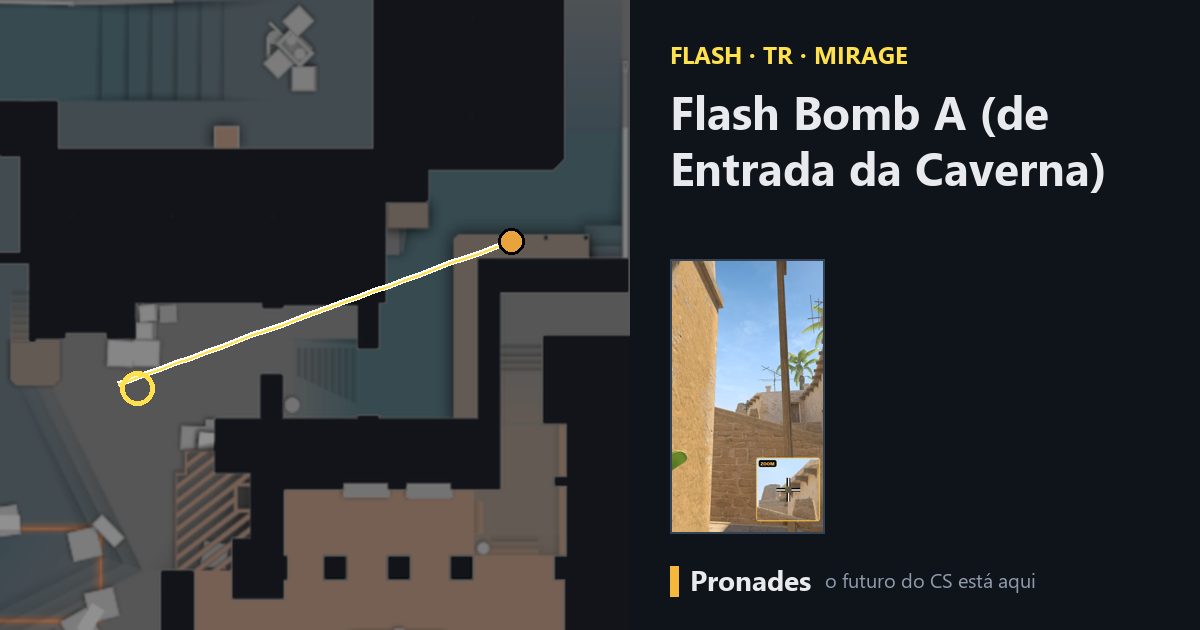 FLASH · TR · MIRAGE
Flash Bomb A (de
Entrada da Caverna)
ZOOM
Pronades o futuro do CS está aqui